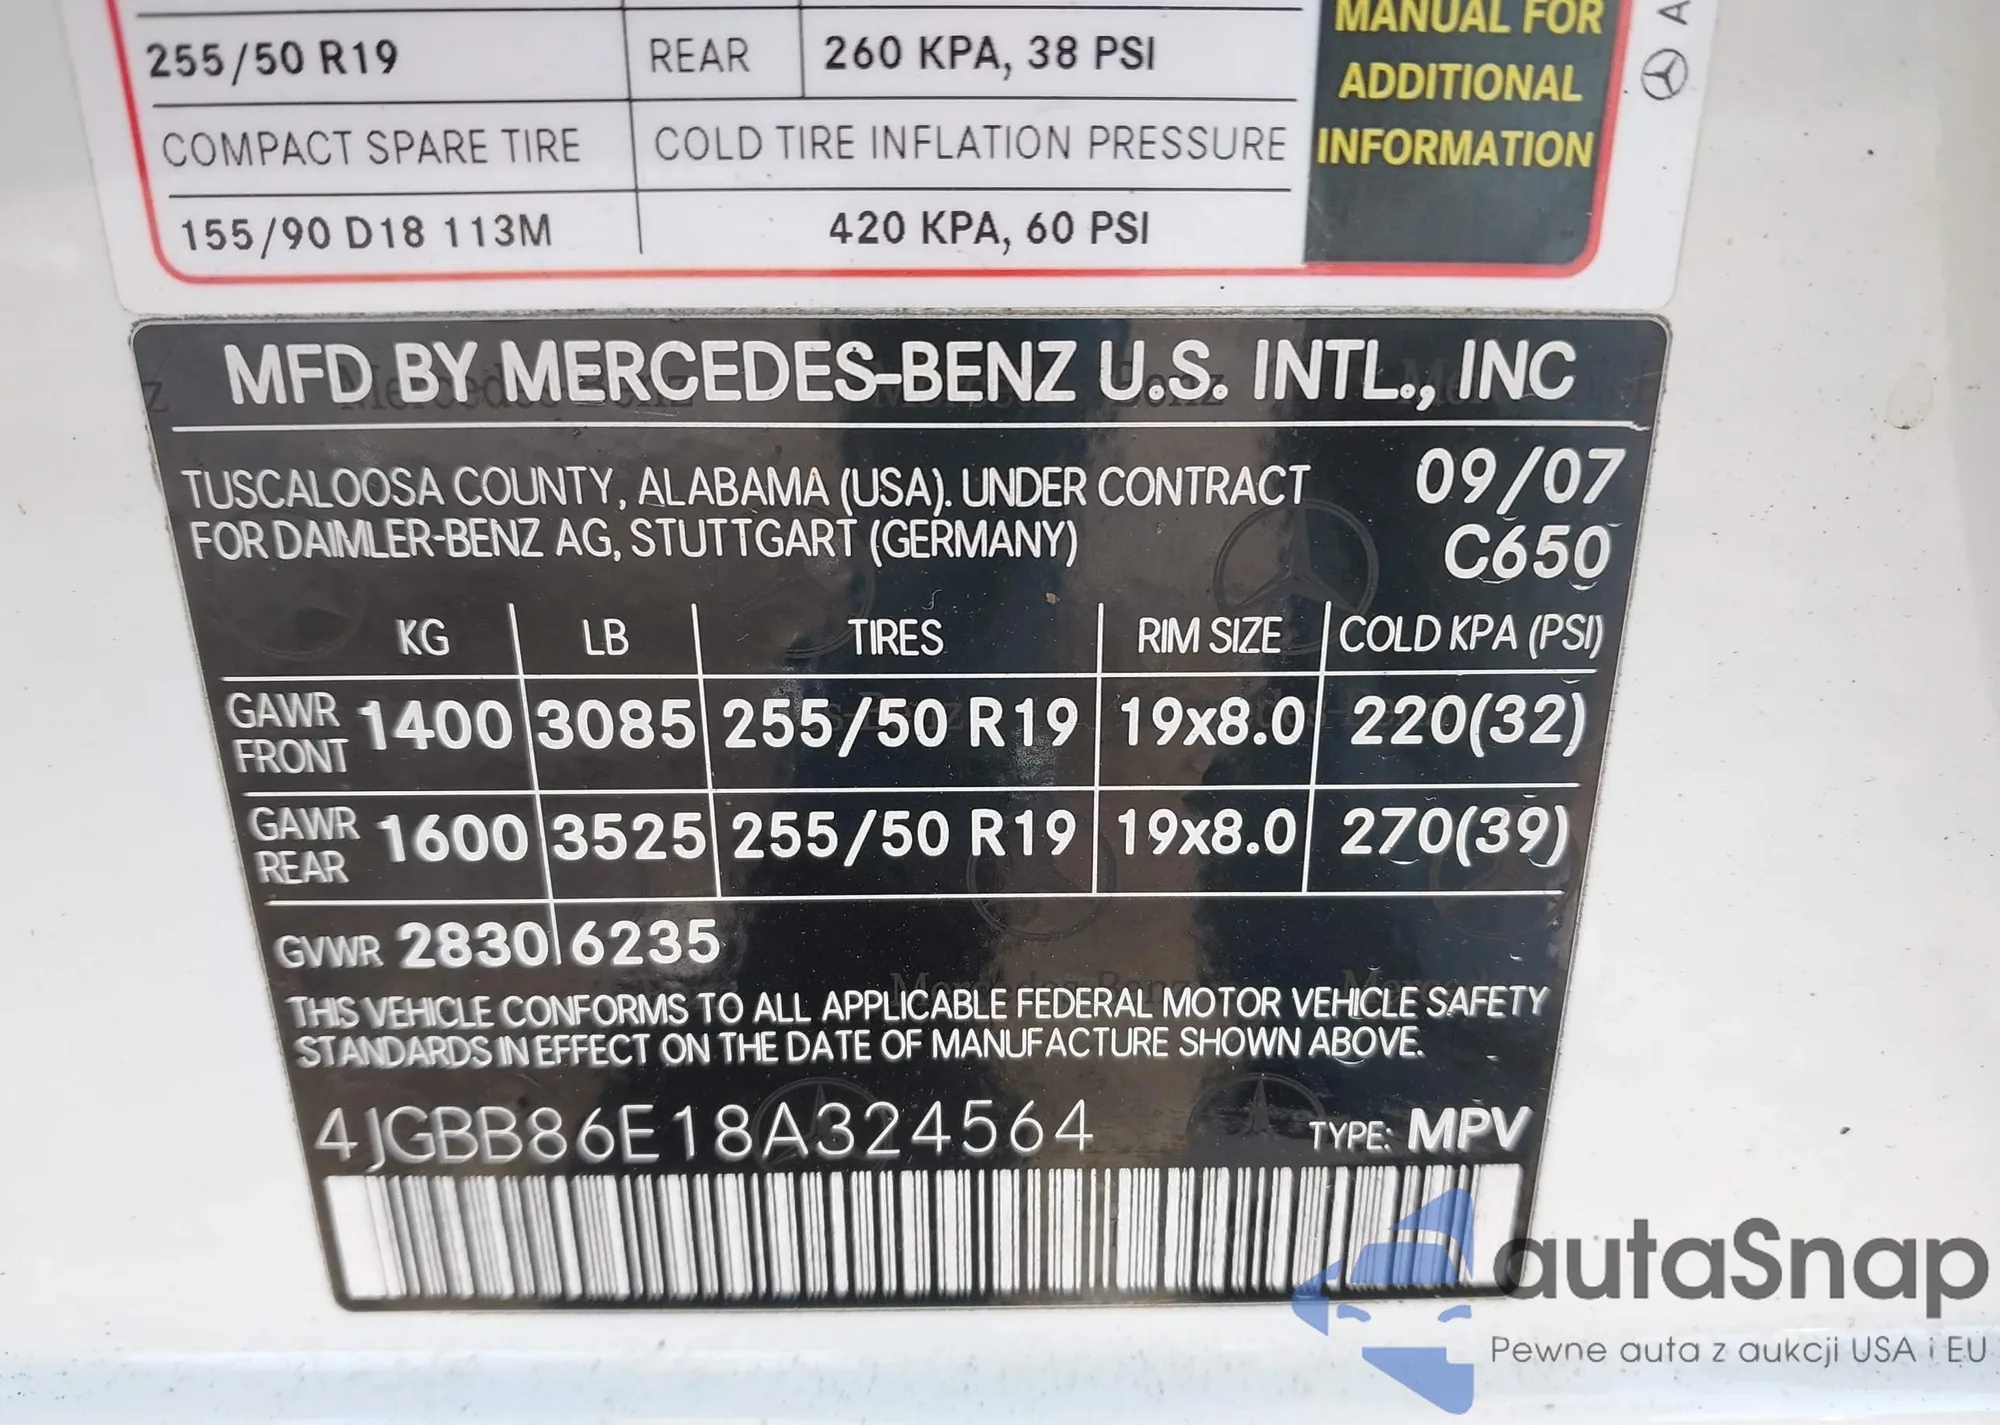 MANUAL FOR
255/50 R19 REAR 260 KPA, 38 PSI
ADDITIONAL
COMPACT SPARE TIRE COLD TIRE INFLATION PRESSURE
INFORMATION
155/90 D18 113M 420 KPA, 60 PSI
A
MFD BY MERCEDES-BENZ U.S. INTL., INC
TUSCALOOSA COUNTY, ALABAMA (USA). UNDER CONTRACT 09/07
FOR DAIMLER-BENZ AG, STUTTGART (GERMANY) C650
KG LB TIRES RIM SIZE COLD KPA (PSI)
GAWR FRONT 1400 3085 255/50 R19 19x8.0 220(32)
GAWR REAR 1600 3525 255/50 R19 19x8.0 270(39)
GVWR 2830 6235
THIS VEHICLE CONFORMS TO ALL APPLICABLE FEDERAL MOTOR VEHICLE SAFETY
STANDARDS IN EFFECT ON THE DATE OF MANUFACTURE SHOWN ABOVE.
4JGBB86E18A324564 TYPE: MPV
autoSnap
Pewne auta z aukcji USA i EU